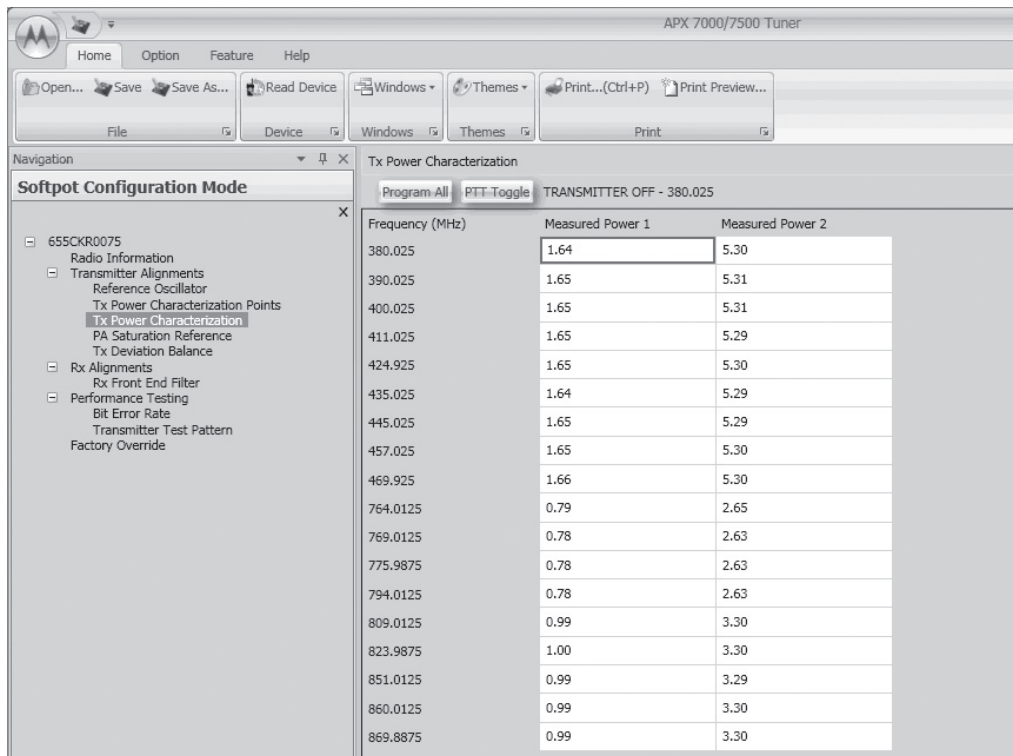 APX 7000/7500 Tuner
Home Option Feature Help
Open... Save Save As... Read Device Windows Themes Print...(Ctrl+P) Print Preview...
File Device Windows Themes Print
Navigation
Softpot Configuration Mode
655CKR0075
Radio Information
Transmitter Alignments
Reference Oscillator
Tx Power Characterization Points
Tx Power Characterization
PA Saturation Reference
Tx Deviation Balance
Rx Alignments
Rx Front End Filter
Performance Testing
Bit Error Rate
Transmitter Test Pattern
Factory Override
Tx Power Characterization
Program All PTT Toggle TRANSMITTER OFF - 380.025
Frequency (MHz) Measured Power 1 Measured Power 2
380.025 1.64 5.30
390.025 1.65 5.31
400.025 1.65 5.31
411.025 1.65 5.29
424.925 1.65 5.30
435.025 1.64 5.29
445.025 1.65 5.29
457.025 1.65 5.30
469.925 1.66 5.30
764.0125 0.79 2.65
769.0125 0.78 2.63
775.9875 0.78 2.63
794.0125 0.78 2.63
809.0125 0.99 3.30
823.9875 1.00 3.30
851.0125 0.99 3.29
860.0125 0.99 3.30
869.8875 0.99 3.30